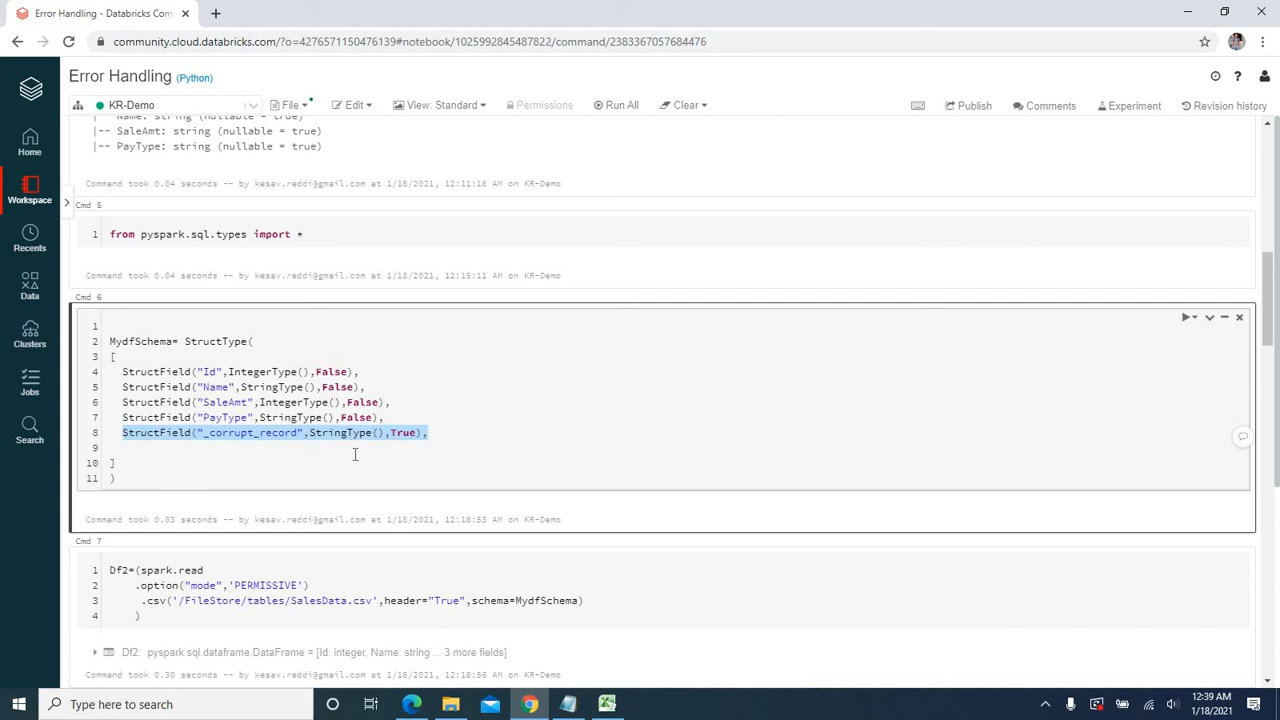 Error Handling - Databricks Com
community.cloud.databricks.com/?o=4276571150476139#notebook/1025992845487822/command/2383367057684476
Error Handling (Python)
KR-Demo
File
Edit
View: Standard
Permissions
Run All
Clear
Publish
Comments
Experiment
Revision history
Home
Workspace
Recents
Data
Clusters
Jobs
Search
|-- Name: string (nullable = true)
|-- SaleAmt: string (nullable = true)
|-- PayType: string (nullable = true)
Command took 0.04 seconds -- by kesav.reddi@gmail.com at 1/18/2021, 12:11:18 AM on KR-Demo
Cmd 5
1 from pyspark.sql.types import *
Command took 0.04 seconds -- by kesav.reddi@gmail.com at 1/18/2021, 12:15:11 AM on KR-Demo
Cmd 6
1
2 MydfSchema= StructType(
3 [
4 StructField("Id",IntegerType(),False),
5 StructField("Name",StringType(),False),
6 StructField("SaleAmt",IntegerType(),False),
7 StructField("PayType",StringType(),False),
8 StructField("_corrupt_record",StringType(),True),
9
10 ]
11 )
Command took 0.03 seconds -- by kesav.reddi@gmail.com at 1/18/2021, 12:18:53 AM on KR-Demo
Cmd 7
1 Df2=(spark.read
2 .option("mode",'PERMISSIVE')
3 .csv('/FileStore/tables/SalesData.csv',header="True",schema=MydfSchema)
4 )
Df2: pyspark.sql.dataframe.DataFrame = [Id: integer, Name: string ... 3 more fields]
Command took 0.30 seconds -- by kesav.reddi@gmail.com at 1/18/2021, 12:18:56 AM on KR-Demo
Type here to search
12:39 AM
1/18/2021